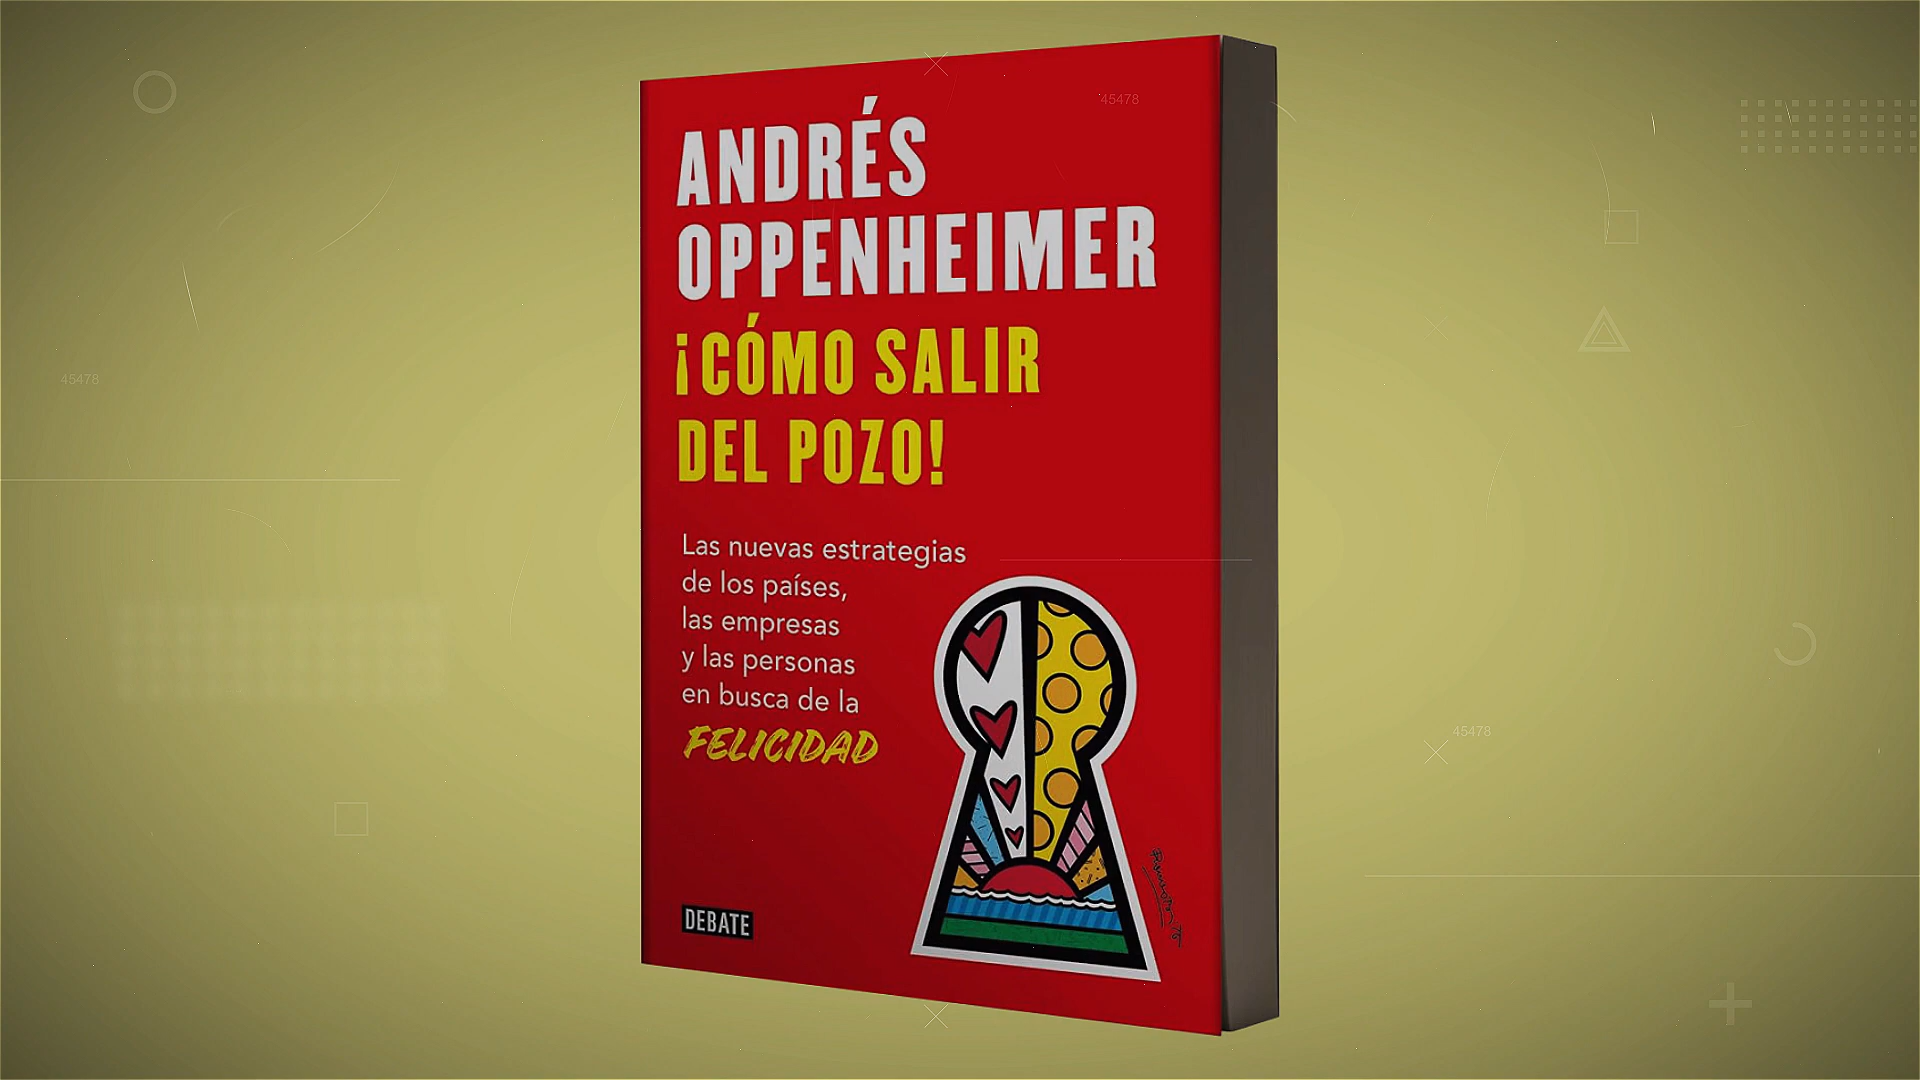 ANDRÉS
OPPENHEIMER
¡CÓMO SALIR
DEL POZO!
Las nuevas estrategias
de los países,
las empresas
y las personas
en busca de la
FELICIDAD
DEBATE
45478
45478
45478